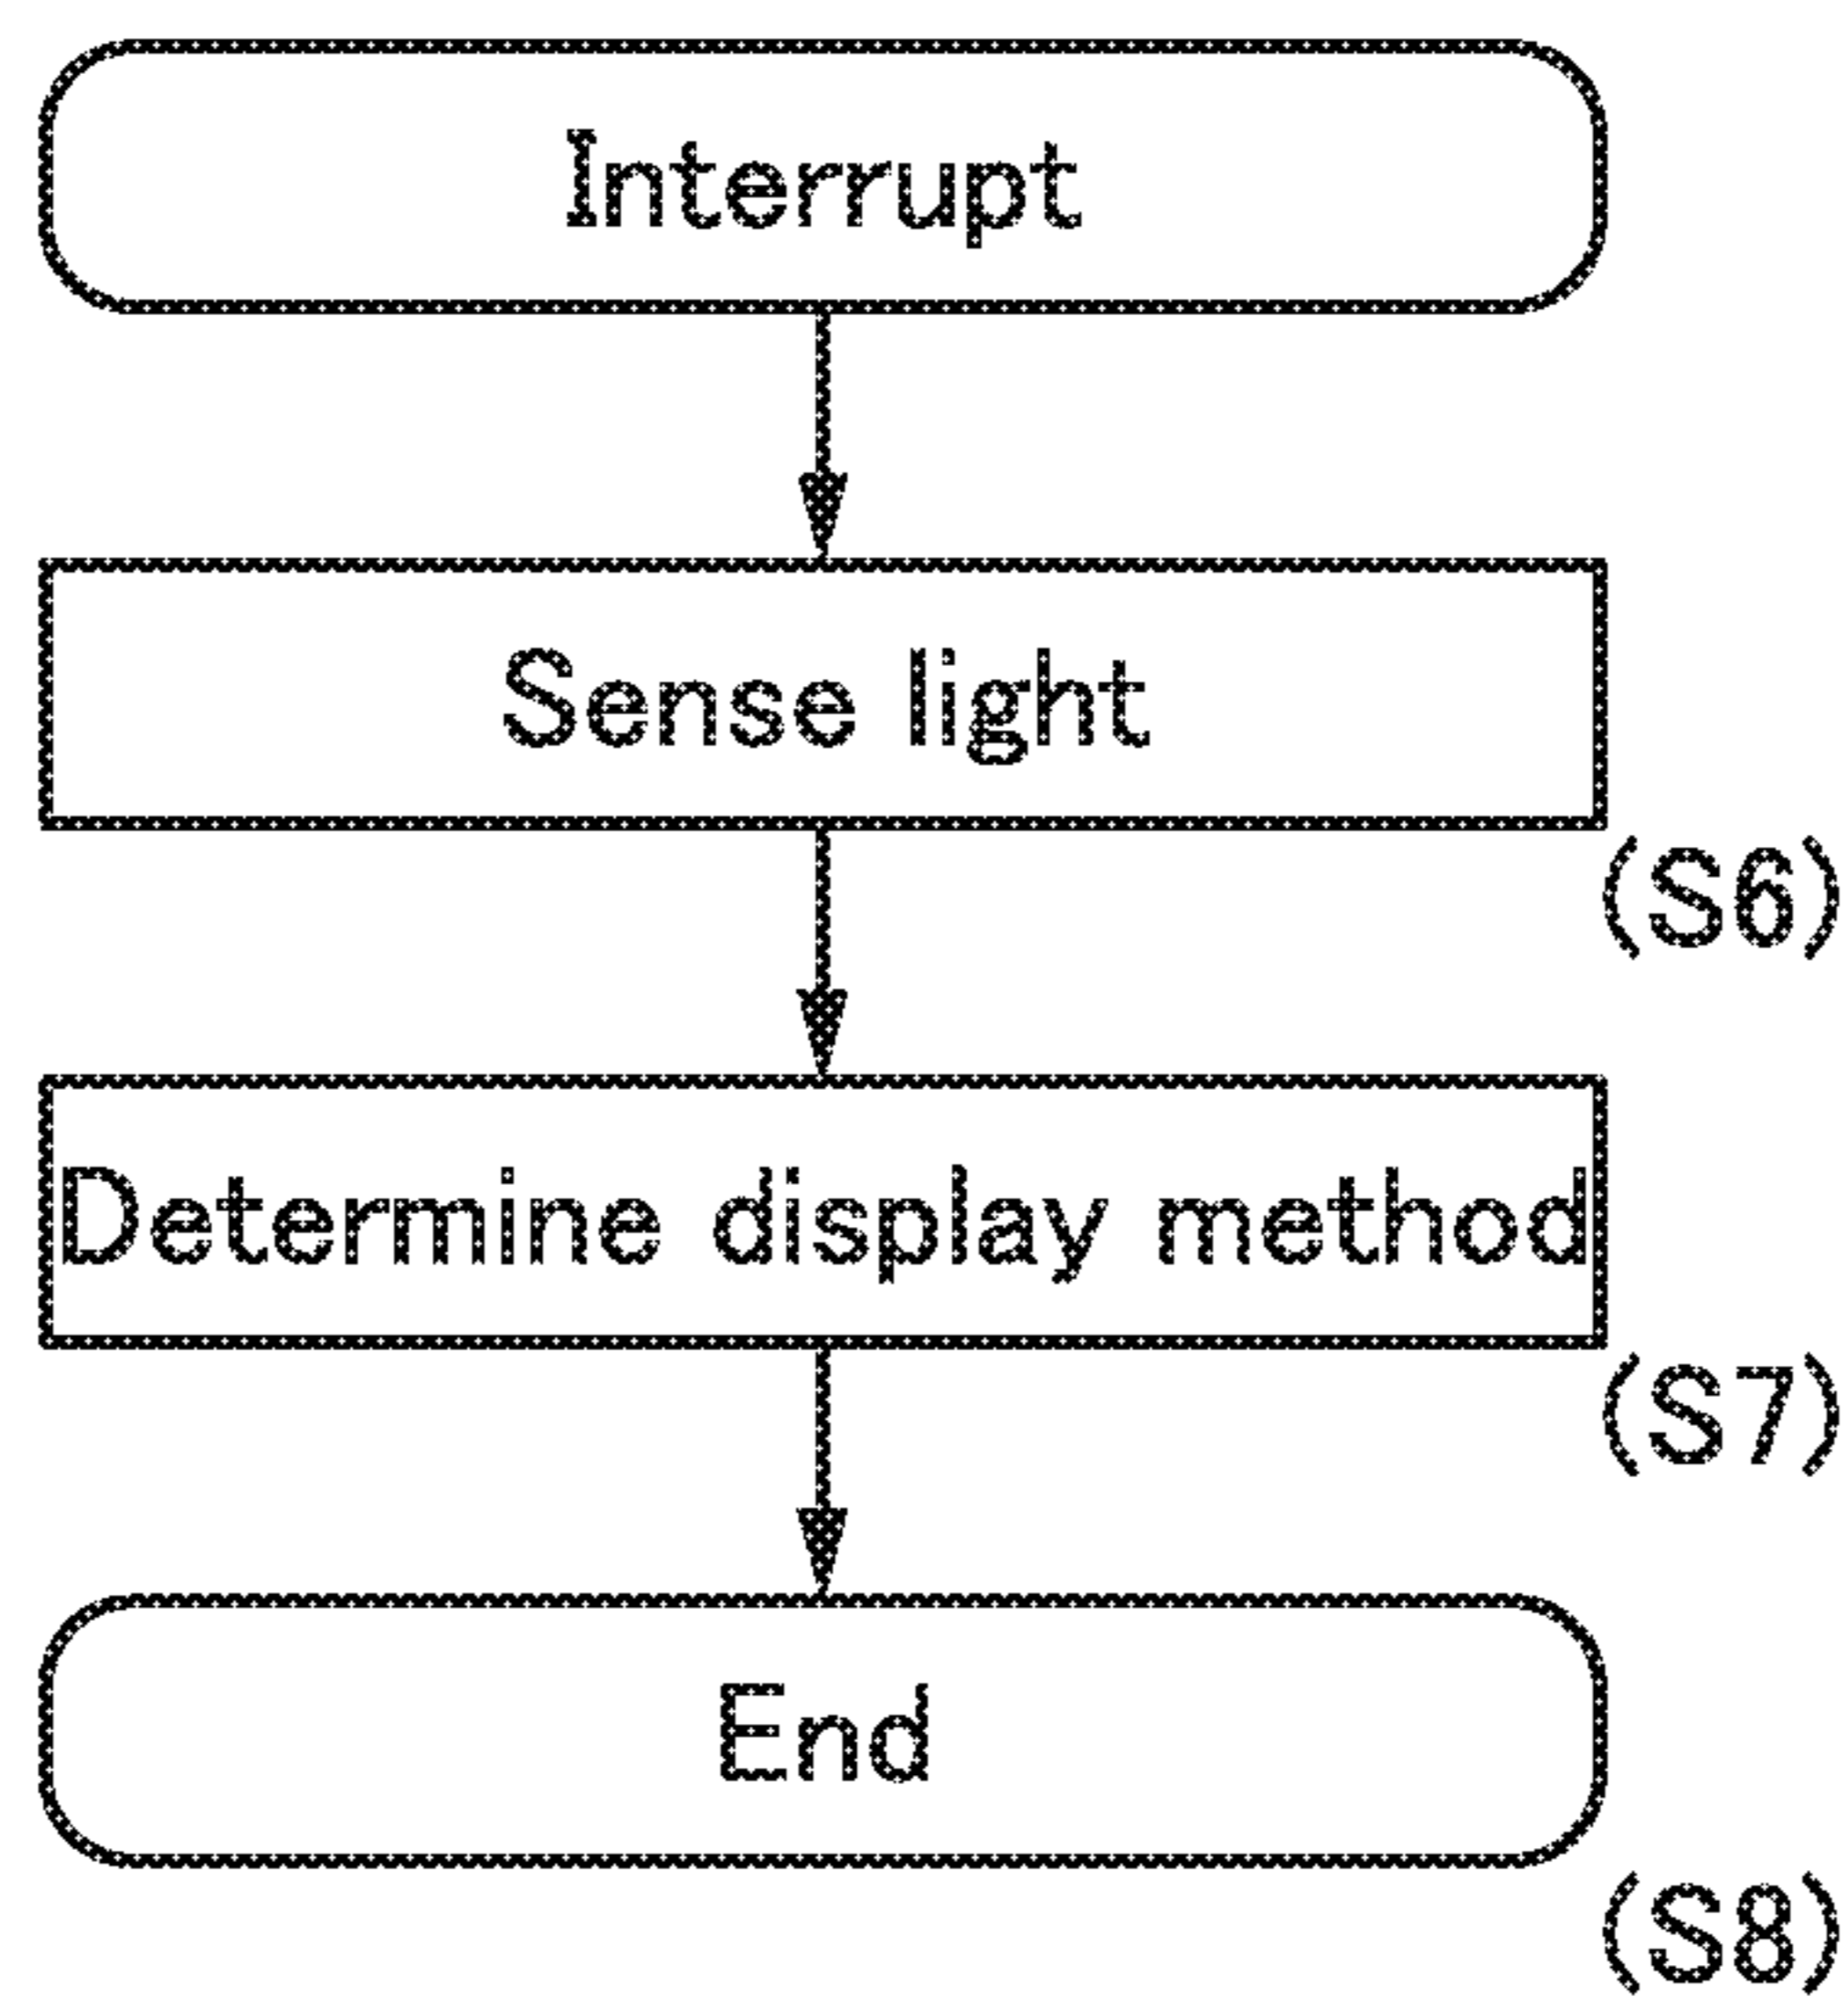 Interrupt
Sense light
(S6)
Determine display method
(S7)
End
(S8)